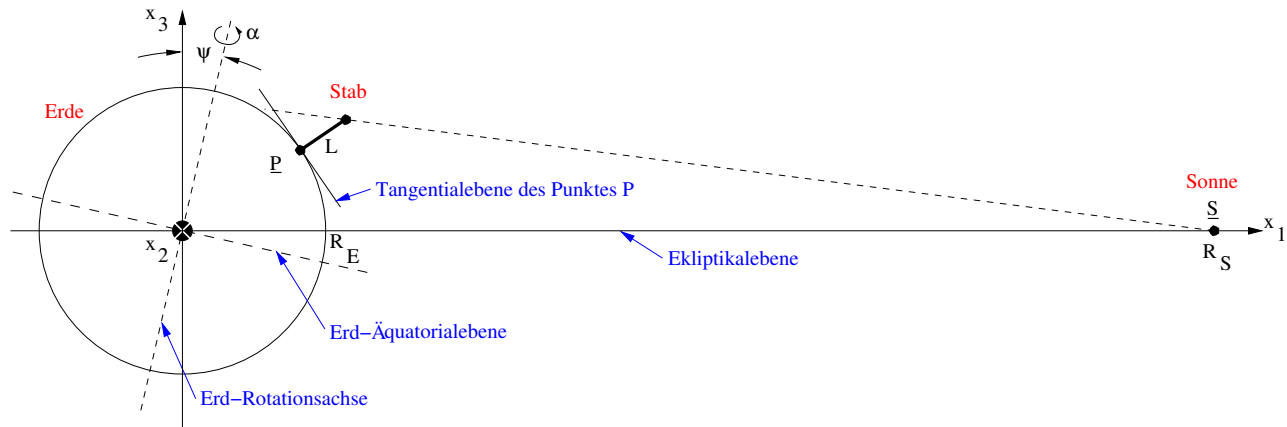 x3
ψ
α
Erde
Stab
L
P
Tangentialebene des Punktes P
Sonne
S
x2
RE
x1
RS
Ekliptikalebene
Erd−Äquatorialebene
Erd−Rotationsachse